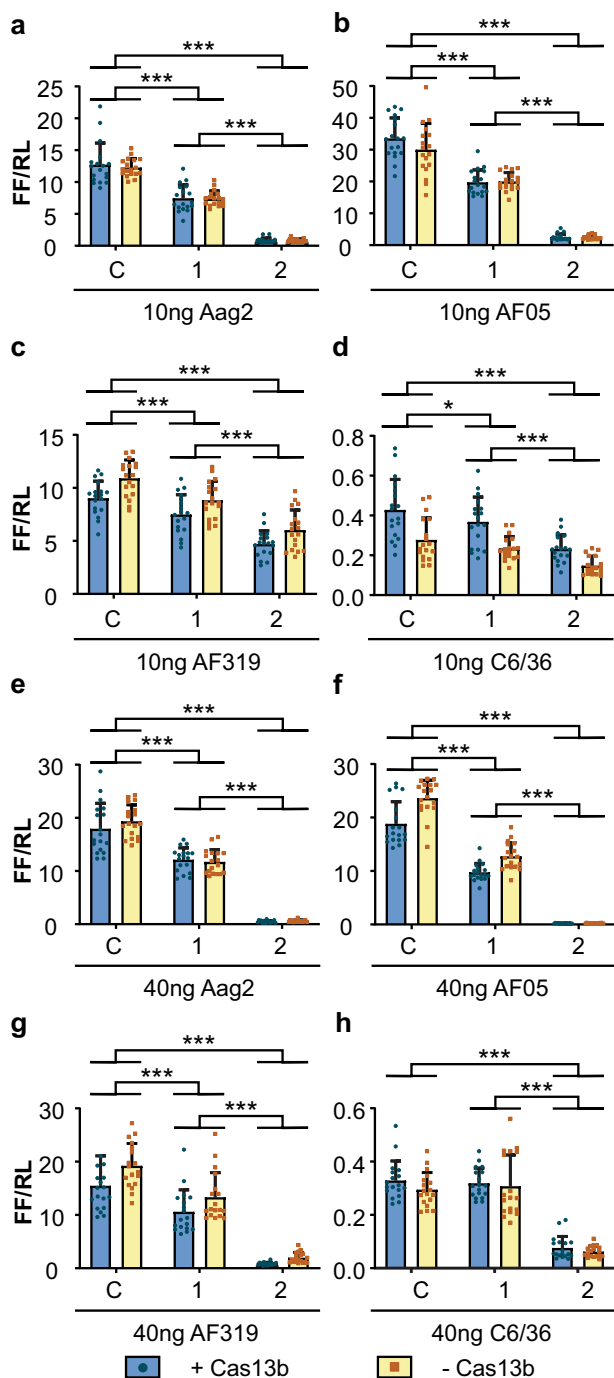 a
b
***
***
***
***
***
***
FF/RL
25
20
15
10
5
0
50
40
30
20
10
0
C 1 2
C 1 2
10ng Aag2
10ng AF05
c
d
***
***
***
*
***
***
FF/RL
15
10
5
0
0.8
0.6
0.4
0.2
0.0
C 1 2
C 1 2
10ng AF319
10ng C6/36
e
f
***
***
***
***
***
***
FF/RL
30
20
10
0
30
20
10
0
C 1 2
C 1 2
40ng Aag2
40ng AF05
g
h
***
***
***
***
***
FF/RL
30
20
10
0
0.6
0.4
0.2
0.0
C 1 2
C 1 2
40ng AF319
40ng C6/36
+ Cas13b
- Cas13b